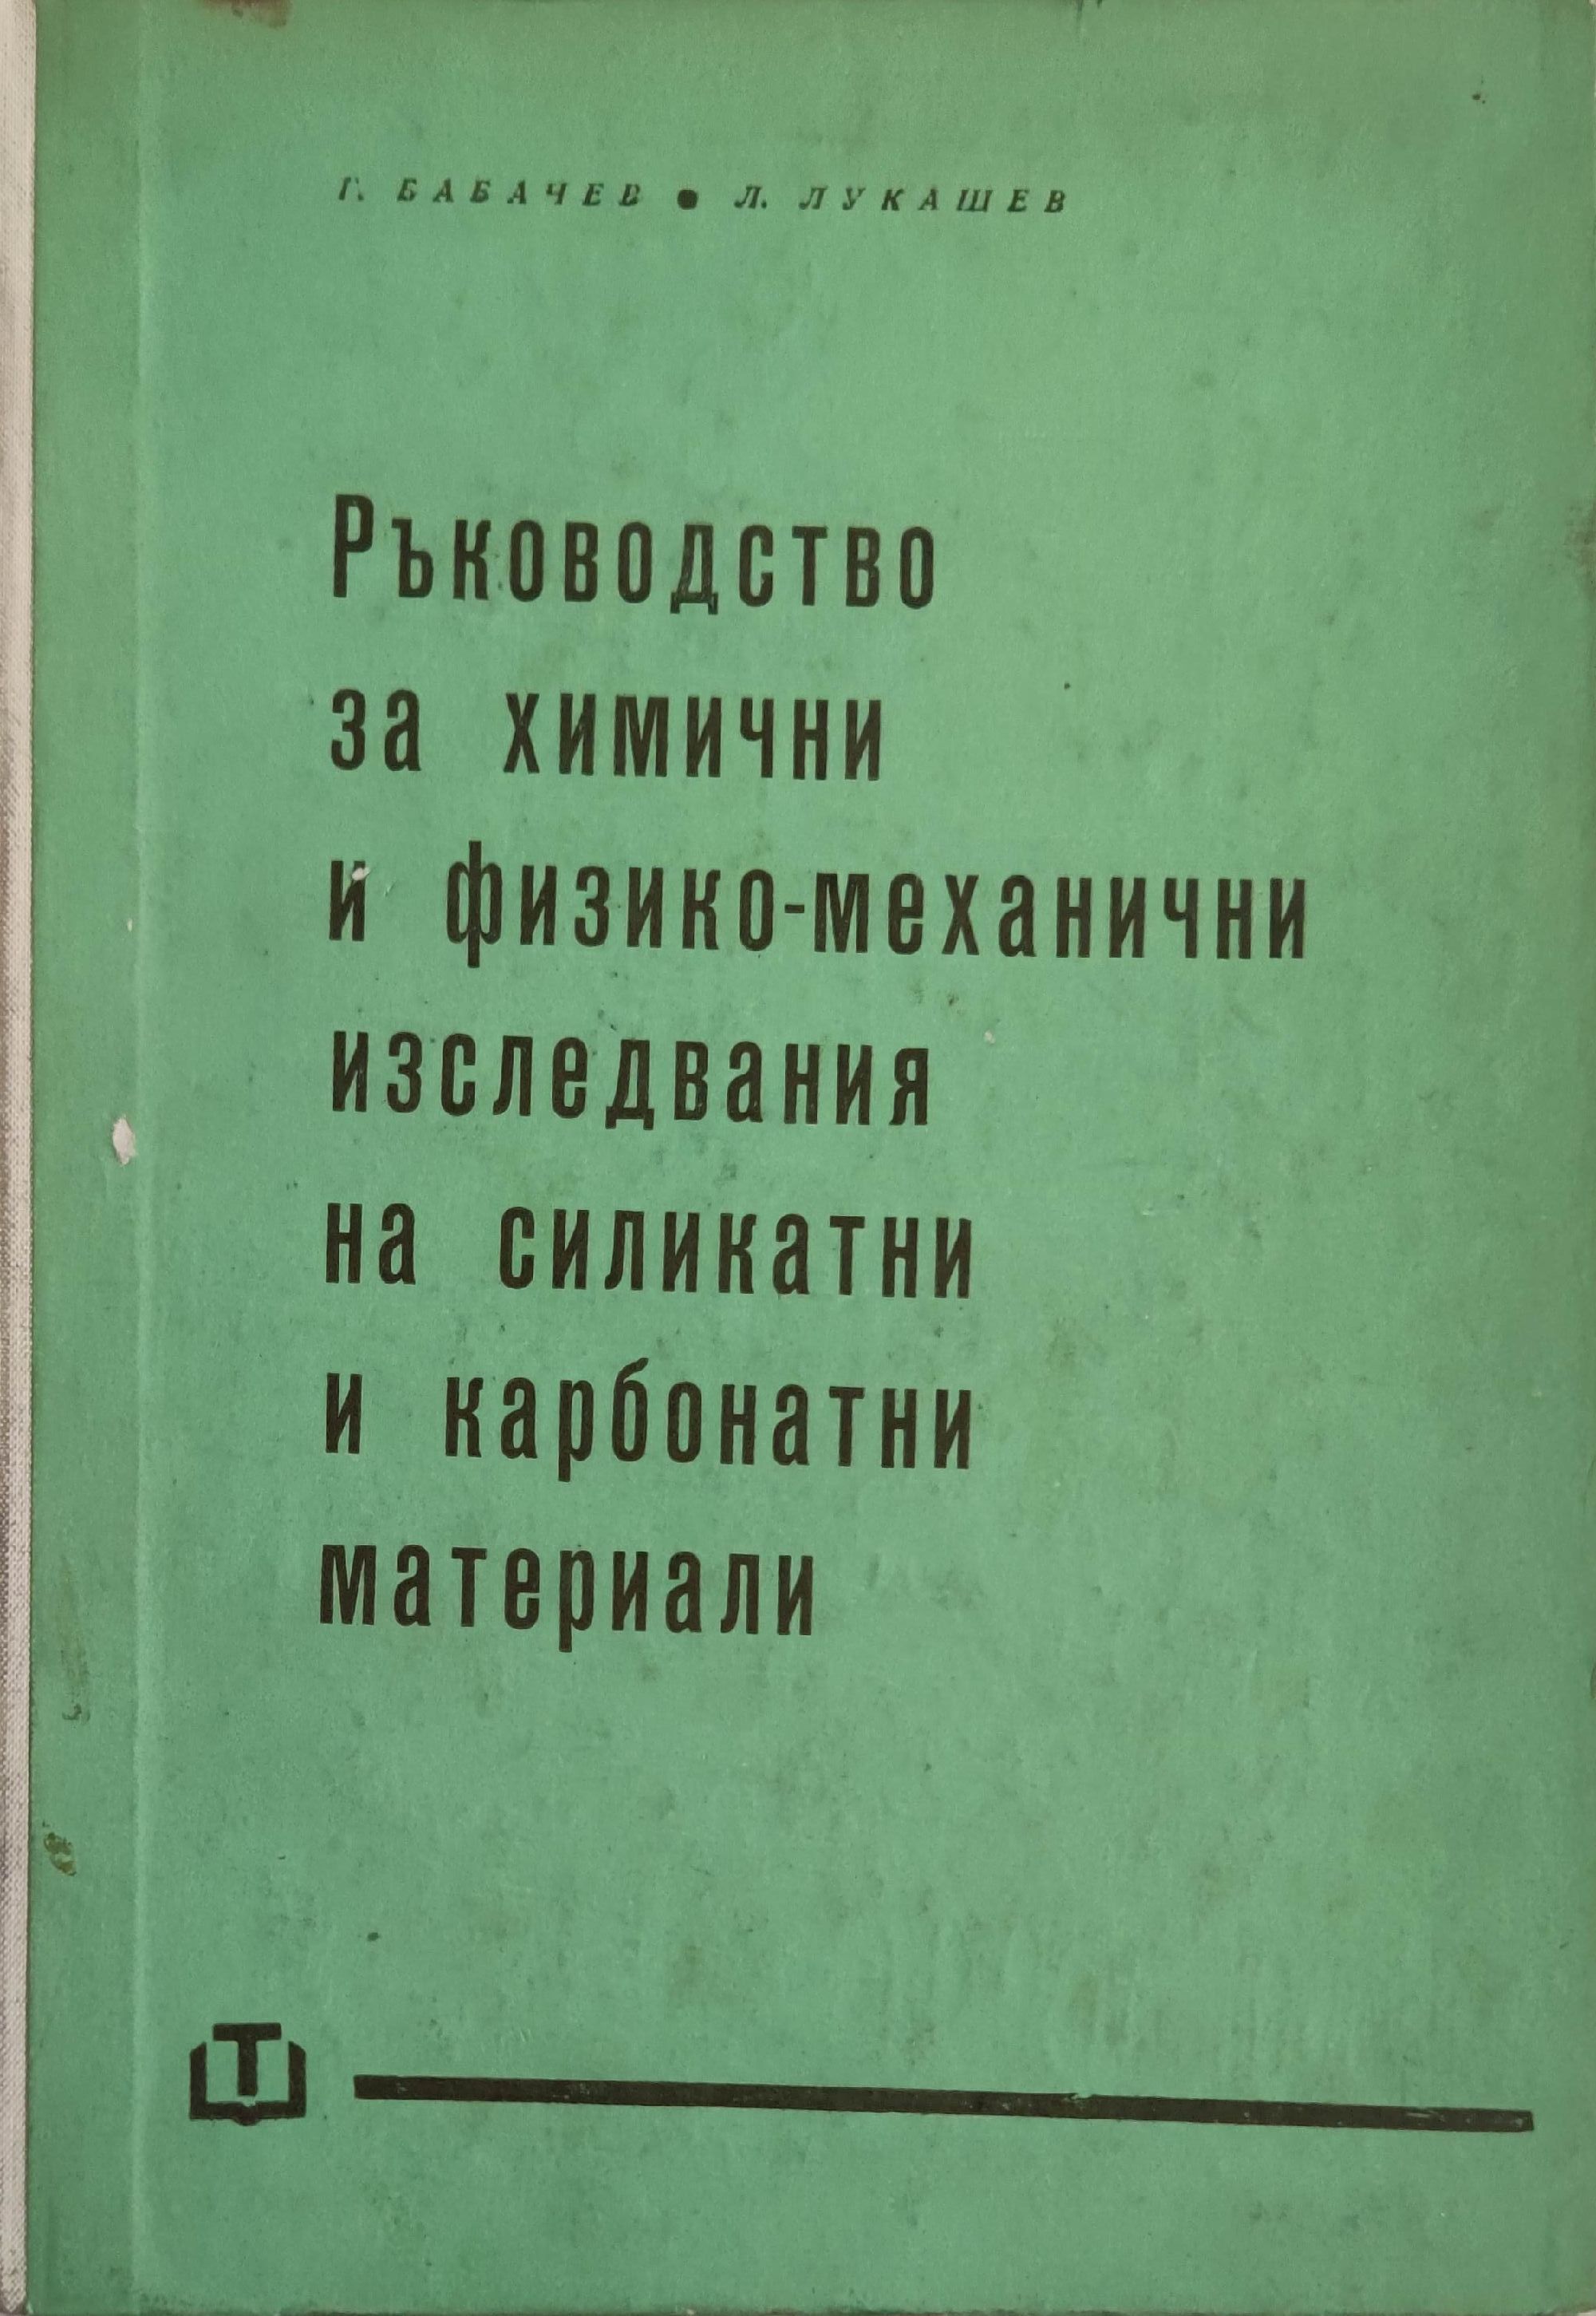 Г. БАБАЧЕВ ● Л. ЛУКАШЕВ
Ръководство
за химични
и физико-механични
изследвания
на силикатни
и карбонатни
материали
Т